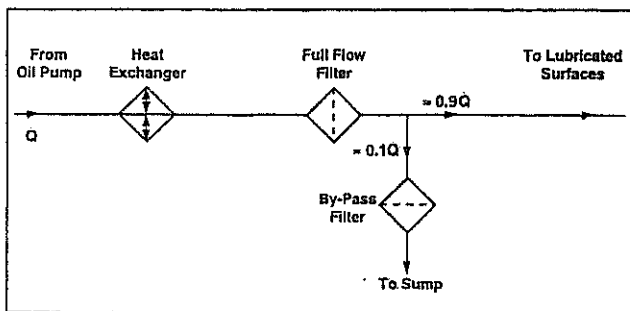 From
Oil Pump
Heat
Exchanger
Full Flow
Filter
To Lubricated
Surfaces
Q
≈ 0.9Q
≈ 0.1Q
By-Pass
Filter
To Sump